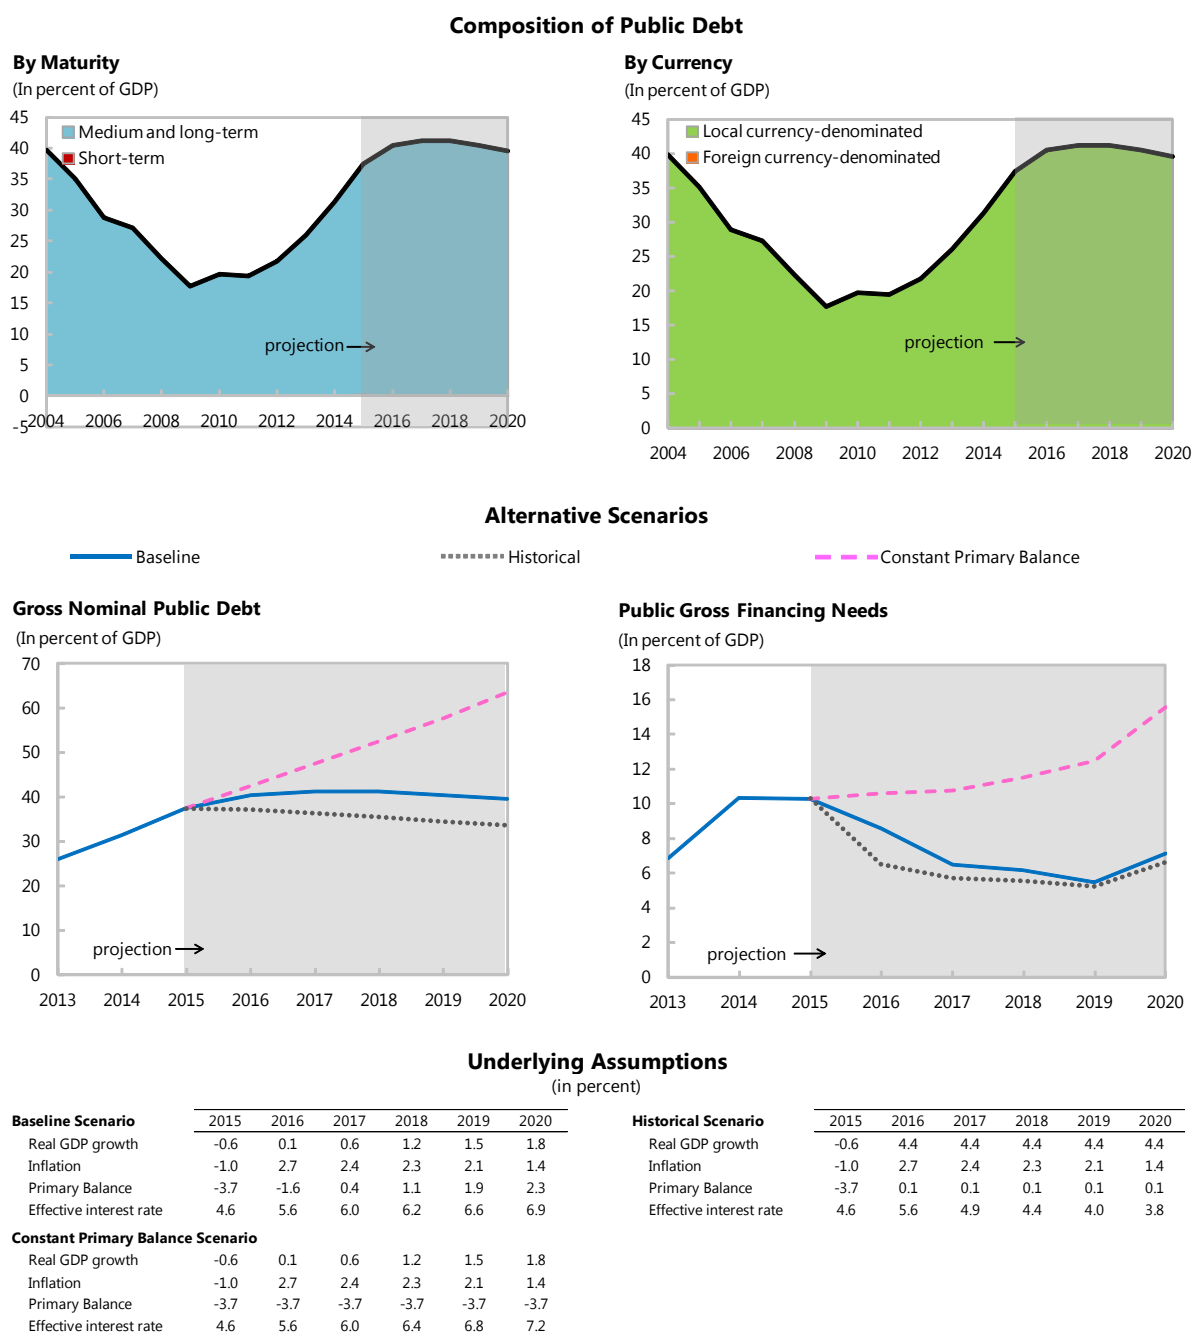 Composition of Public Debt
By Maturity
(In percent of GDP)
45
40
35
30
25
20
15
10
5
0
-5
Medium and long-term
Short-term
projection
2004 2006 2008 2010 2012 2014 2016 2018 2020
By Currency
(In percent of GDP)
45
40
35
30
25
20
15
10
5
0
Local currency-denominated
Foreign currency-denominated
projection
2004 2006 2008 2010 2012 2014 2016 2018 2020
Alternative Scenarios
Baseline Historical Constant Primary Balance
Gross Nominal Public Debt
(In percent of GDP)
70
60
50
40
30
20
10
0
projection
2013 2014 2015 2016 2017 2018 2019 2020
Public Gross Financing Needs
(In percent of GDP)
18
16
14
12
10
8
6
4
2
0
projection
2013 2014 2015 2016 2017 2018 2019 2020
Underlying Assumptions
(in percent)
Baseline Scenario 2015 2016 2017 2018 2019 2020
Real GDP growth -0.6 0.1 0.6 1.2 1.5 1.8
Inflation -1.0 2.7 2.4 2.3 2.1 1.4
Primary Balance -3.7 -1.6 0.4 1.1 1.9 2.3
Effective interest rate 4.6 5.6 6.0 6.2 6.6 6.9
Constant Primary Balance Scenario
Real GDP growth -0.6 0.1 0.6 1.2 1.5 1.8
Inflation -1.0 2.7 2.4 2.3 2.1 1.4
Primary Balance -3.7 -3.7 -3.7 -3.7 -3.7 -3.7
Effective interest rate 4.6 5.6 6.0 6.4 6.8 7.2
Historical Scenario 2015 2016 2017 2018 2019 2020
Real GDP growth -0.6 4.4 4.4 4.4 4.4 4.4
Inflation -1.0 2.7 2.4 2.3 2.1 1.4
Primary Balance -3.7 0.1 0.1 0.1 0.1 0.1
Effective interest rate 4.6 5.6 4.9 4.4 4.0 3.8